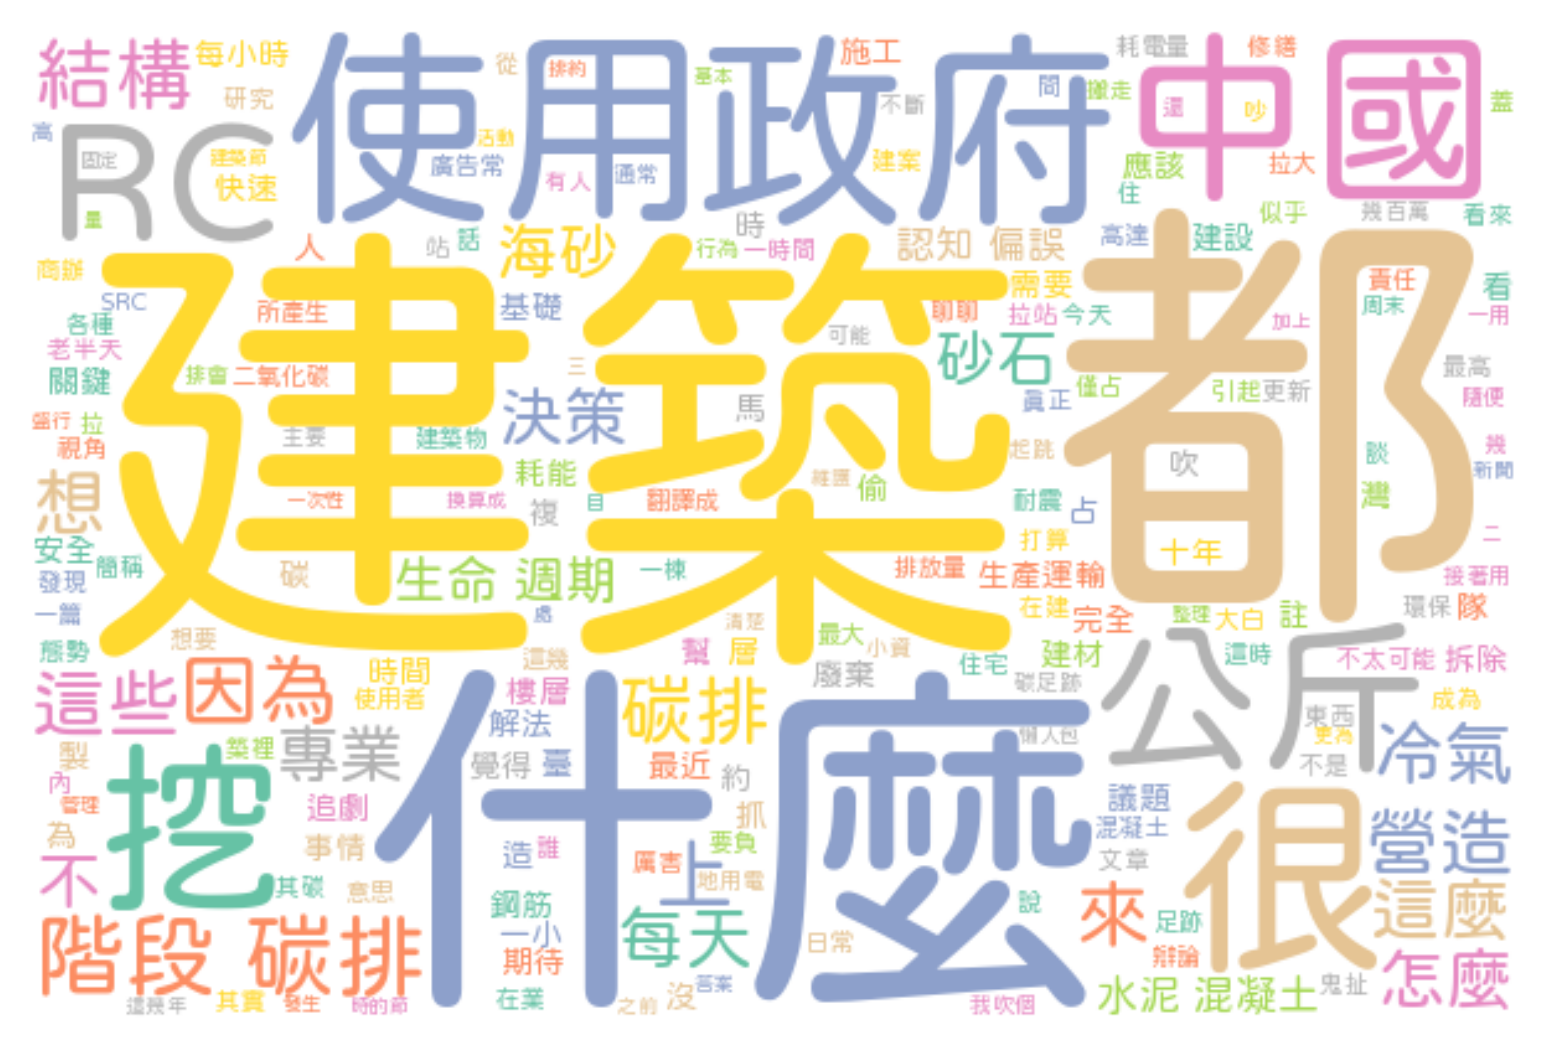 結構 每小時 使用政府 中國
研究 從 排約 基本 施工 不斷 問 搬走 耗電量 修繕 還 吵 蓋
高 RC 固定 量 建築節 快速 活動 廣告常 有人 通常 建案 應該 住 拉大
人 站 話 海砂 行為 一時間 時 認知 偏誤 高達 建設 似乎 幾百萬 看來
商辦 SRC 所產生 基礎 建築 聊聊 需要 拉站 今天 都 加上 責任 周末 看 一用
各種 老半天 關鍵 排會 二氧化碳 三 可能 砂石 真正 僅占 引起 更新 最高 隨便
盛行 拉 視角 主要 建築物 決策 馬 起跳 吹 談 幾 新聞
想 一次性 換算成 耗能 複 目 翻譯成 維護 偷 耐震 占 灣
安全 簡稱 發現 一篇 碳 生命 週期 一棟 排放量 生產運輸 打算 十年 二 接著用
態勢 想要 處 這幾 清楚 最大 小資 在建 完全 整理 大白 註 環保 隊
這些 因為 時間 使用者 樓層 幫 層 廢棄 住宅 建材 碳足跡 公斤 這時 不太可能 拆除 成為
製 築裡 專業 解法 碳排 什麼 懶人包 東西 更為 不是 冷氣
內 管理 挖 追劇 覺得 臺 最近 約 抓 議題 混凝土 很 營造
為 不 事情 其碳 意思 造 誰 厲害 上 要負 地用電 文章 這麼
階段 碳排 鋼筋 一小 期待 每天 日常 說 來 足跡 辯論 怎麼
這幾年 其實 發生 時的節 在業 之前 沒 答案 我吹個 水泥 混凝土 鬼扯